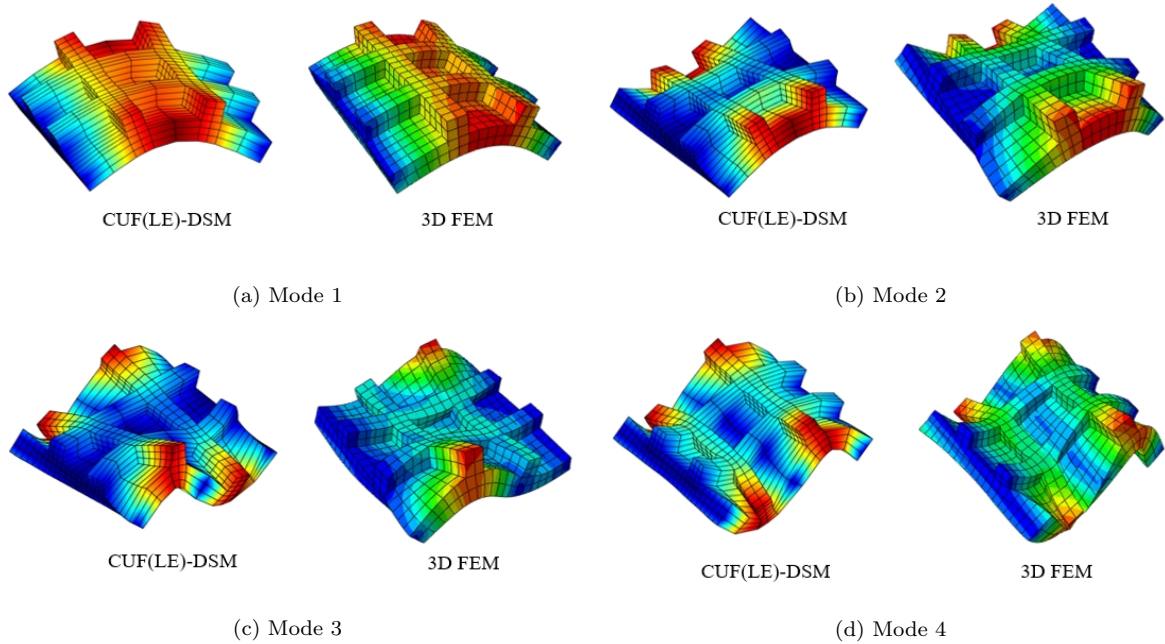 CUF(LE)-DSM
3D FEM
(a) Mode 1
CUF(LE)-DSM
3D FEM
(b) Mode 2
CUF(LE)-DSM
3D FEM
(c) Mode 3
CUF(LE)-DSM
3D FEM
(d) Mode 4